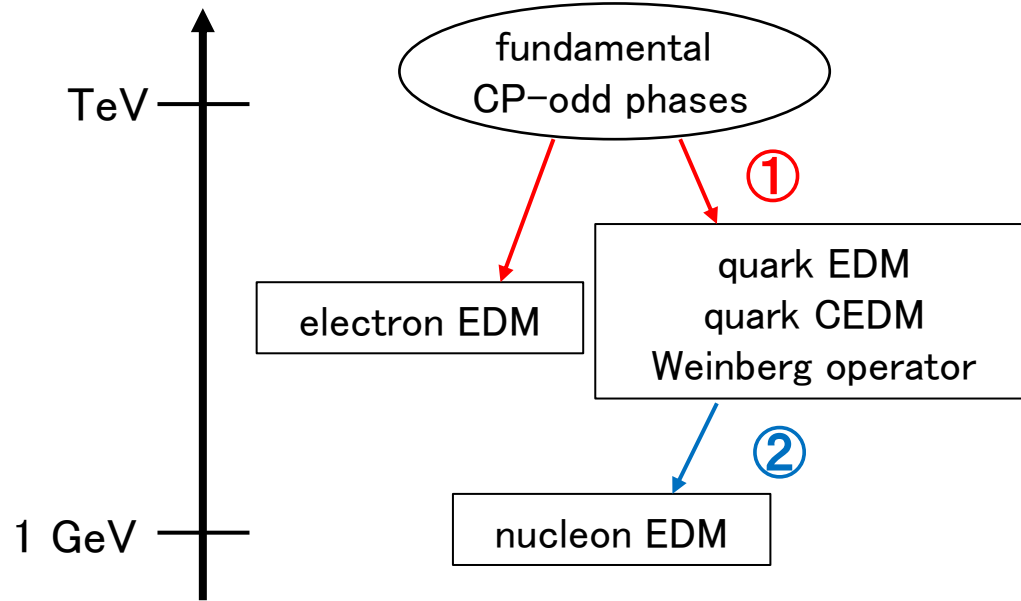 fundamental
CP-odd phases
TeV
①
quark EDM
quark CEDM
Weinberg operator
electron EDM
②
1 GeV
nucleon EDM